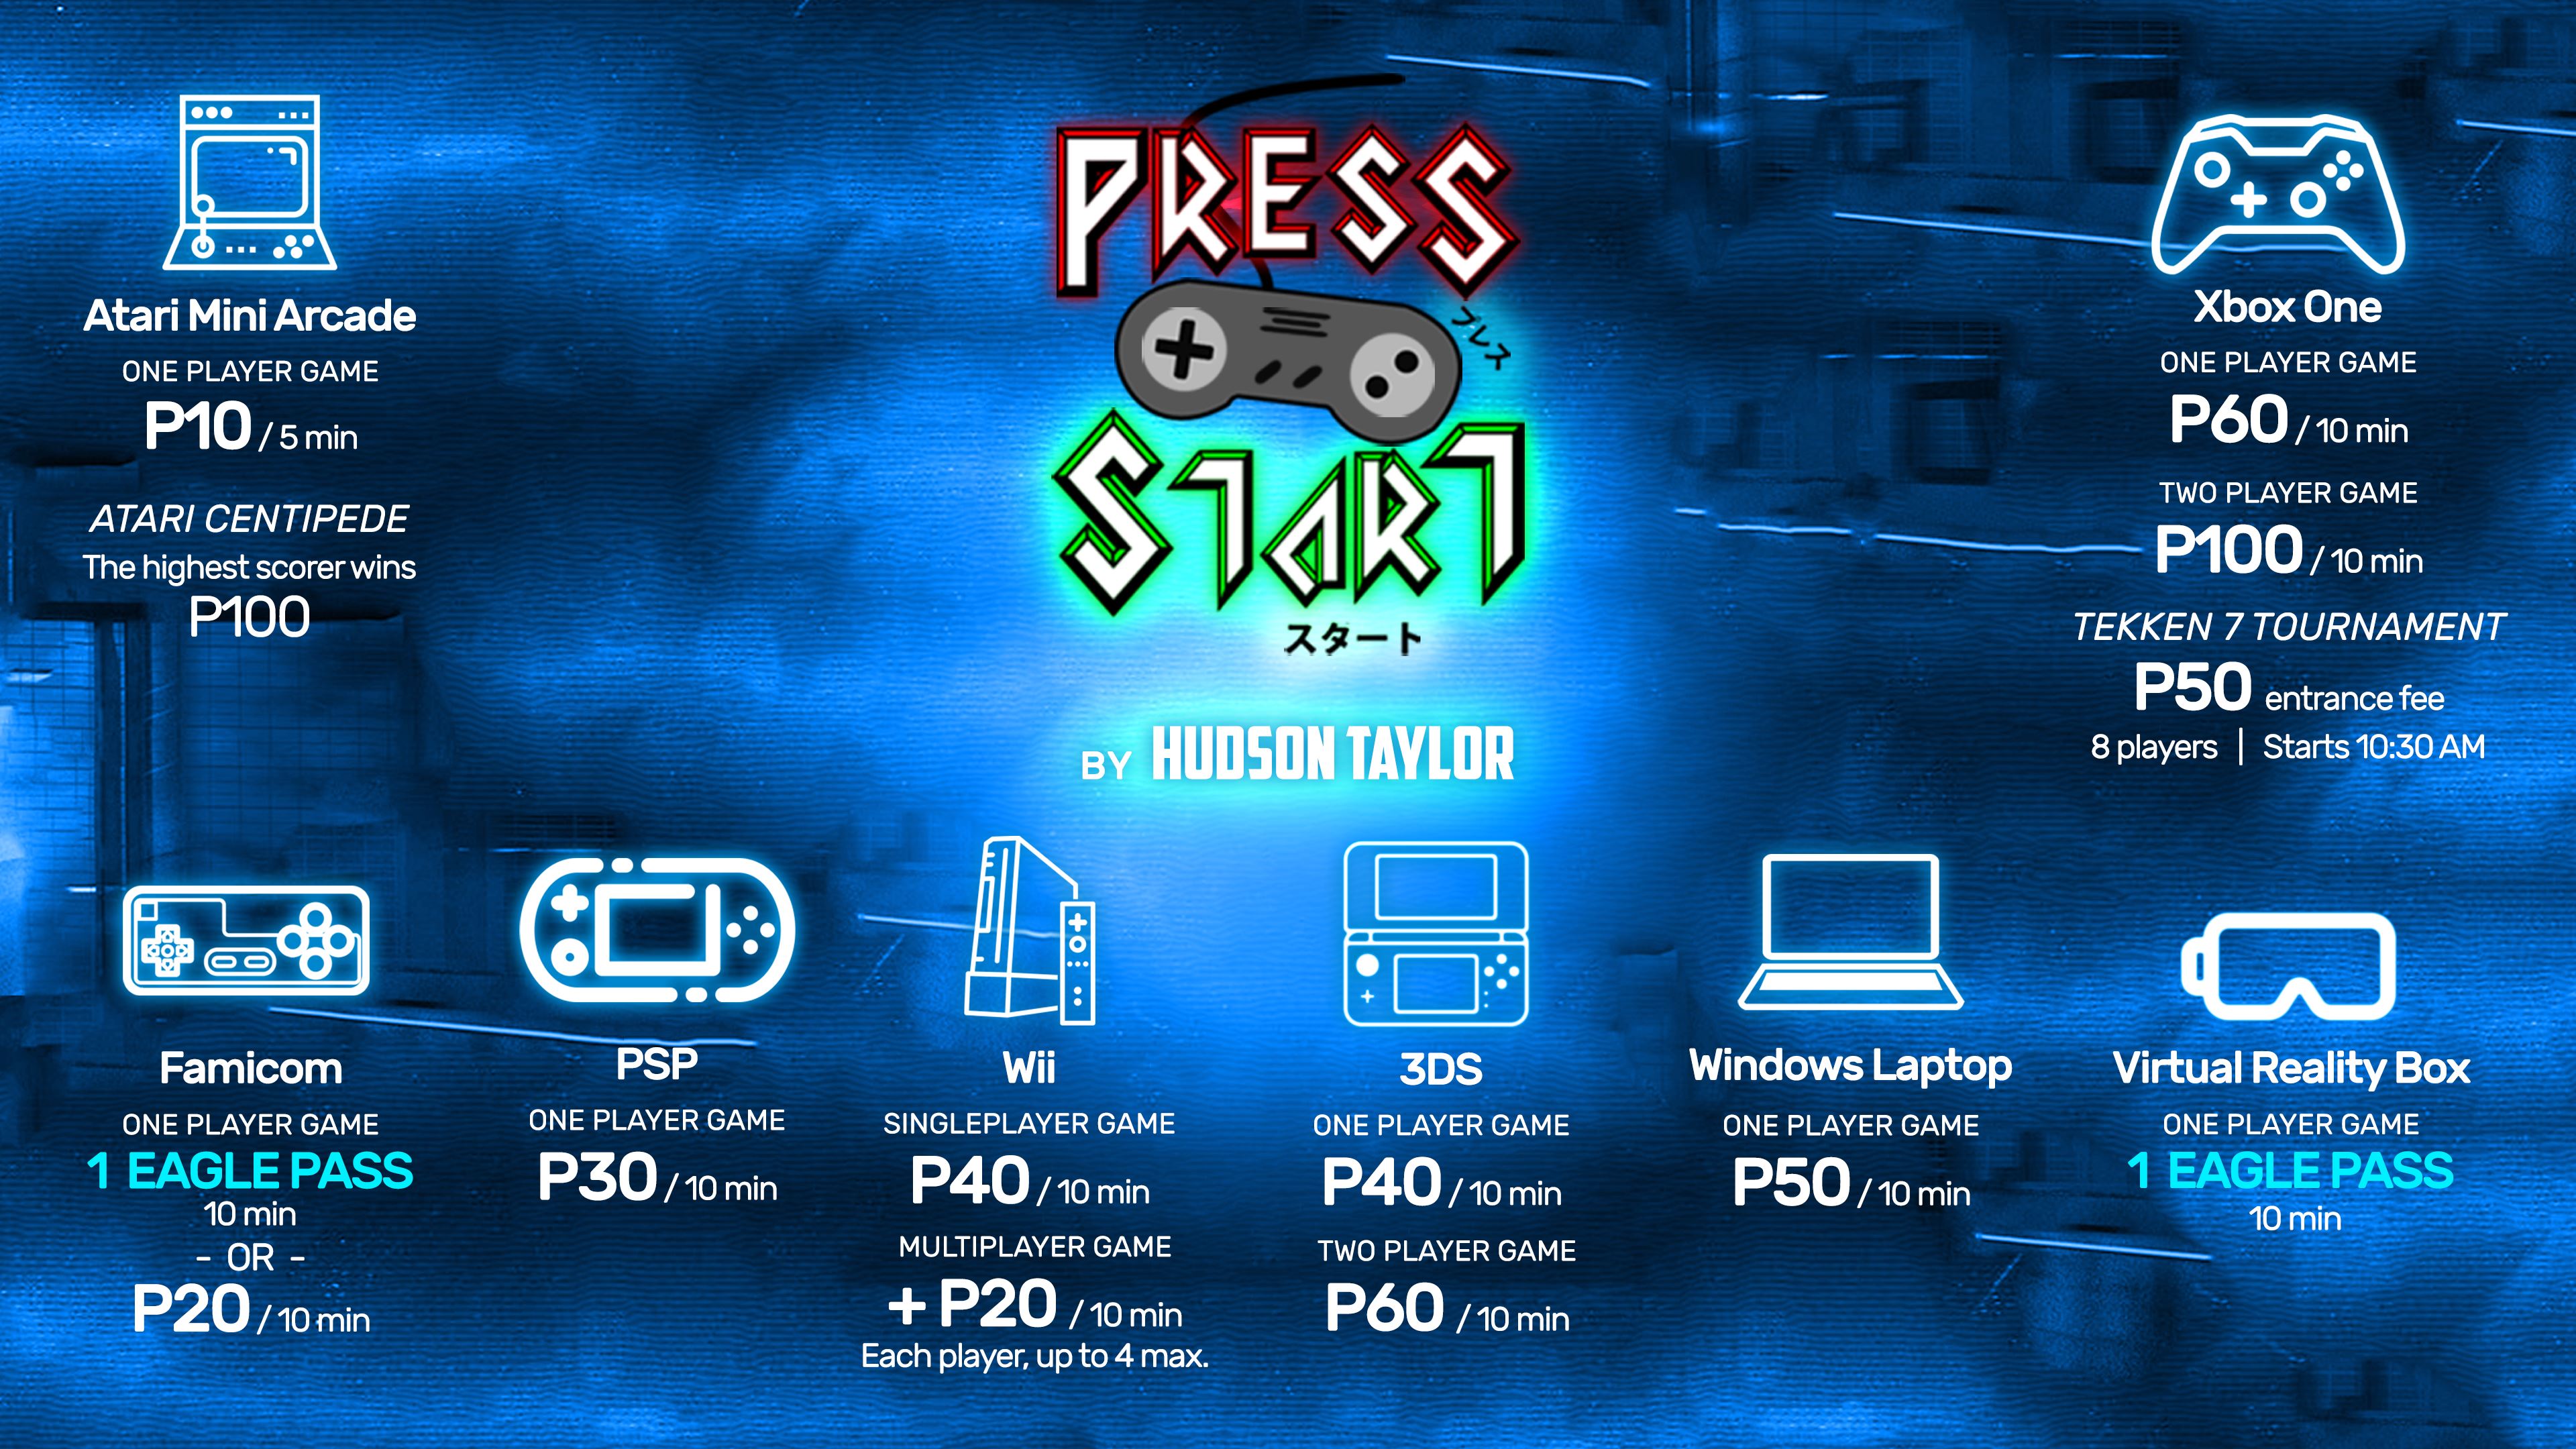 PRESS
プレス
START
スタート
BY HUDSON TAYLOR
Atari Mini Arcade
ONE PLAYER GAME
P10 / 5 min
ATARI CENTIPEDE
The highest scorer wins
P100
Xbox One
ONE PLAYER GAME
P60 / 10 min
TWO PLAYER GAME
P100 / 10 min
TEKKEN 7 TOURNAMENT
P50 entrance fee
8 players | Starts 10:30 AM
Famicom
ONE PLAYER GAME
1 EAGLE PASS
10 min
- OR -
P20 / 10 min
PSP
ONE PLAYER GAME
P30 / 10 min
Wii
SINGLEPLAYER GAME
P40 / 10 min
MULTIPLAYER GAME
+ P20 / 10 min
Each player, up to 4 max.
3DS
ONE PLAYER GAME
P40 / 10 min
TWO PLAYER GAME
P60 / 10 min
Windows Laptop
ONE PLAYER GAME
P50 / 10 min
Virtual Reality Box
ONE PLAYER GAME
1 EAGLE PASS
10 min